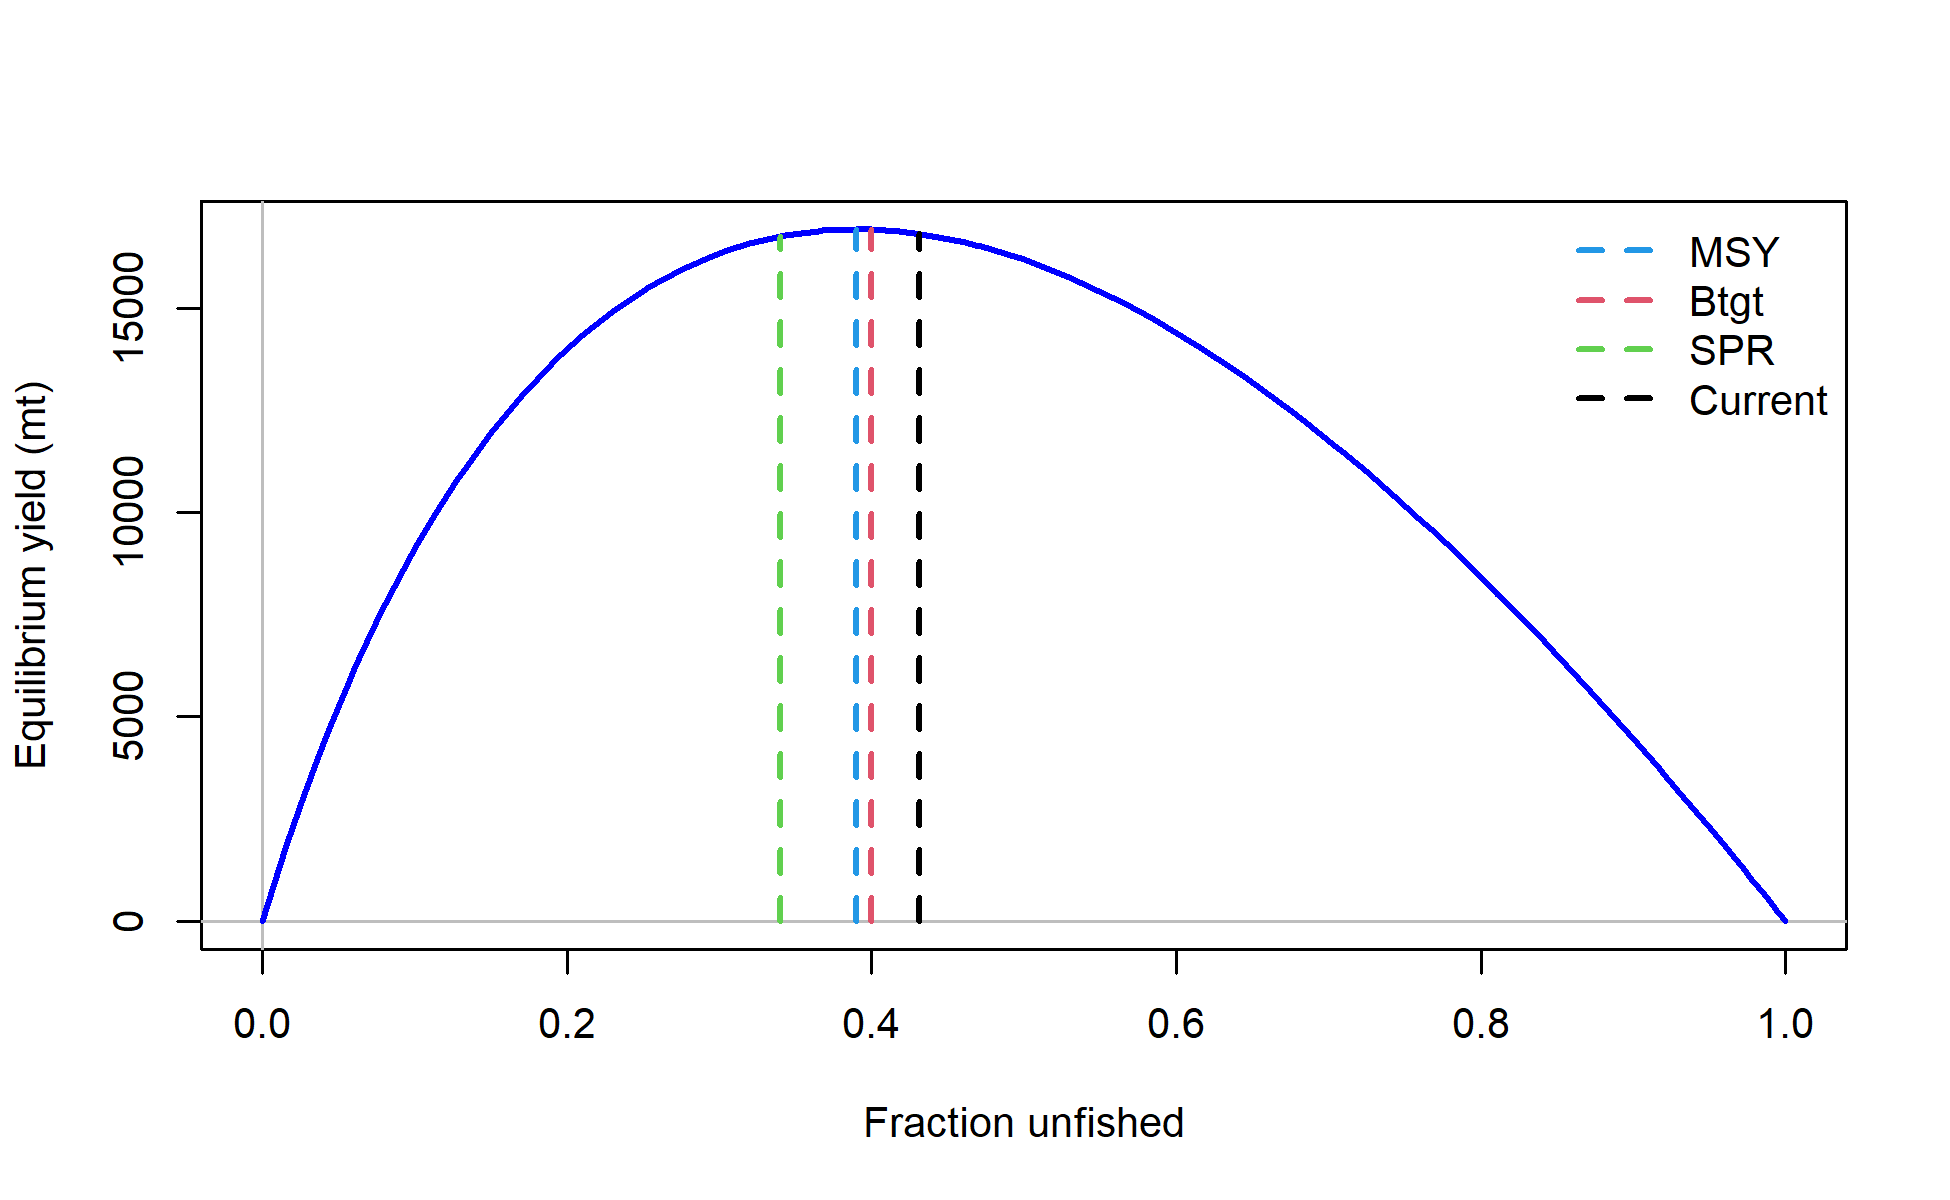 Equilibrium yield (mt)
15000
10000
5000
0
MSY
Btgt
SPR
Current
0.0 0.2 0.4 0.6 0.8 1.0
Fraction unfished